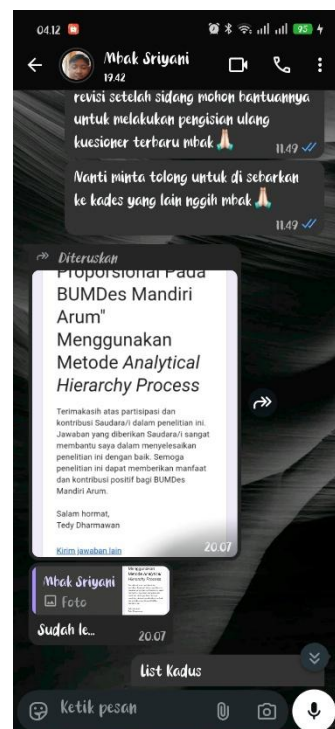 04.12
95
Mbak Sriyani
19.42
revisi setelah sidang mohon bantuannya
untuk melakukan pengisian ulang
kuesioner terbaru mbak
11.49
Nanti minta tolong untuk di sebarkan
ke kades yang lain nggih mbak
11.49
Diteruskan
Proporsional Pada
BUMDes Mandiri
Arum"
Menggunakan
Metode Analytical
Hierarchy Process
Terimakasih atas partisipasi dan
kontribusi Saudara/i dalam penelitian ini.
Jawaban yang diberikan Saudara/i sangat
membantu saya dalam menyelesaikan
penelitian ini dengan baik. Semoga
penelitian ini dapat memberikan manfaat
dan kontribusi positif bagi BUMDes
Mandiri Arum.
Salam hormat,
Tedy Dharmawan
Kirim jawaban lain
20.07
Mbak Sriyani
Foto
Sudah le...
20.07
List Kadus
Ketik pesan